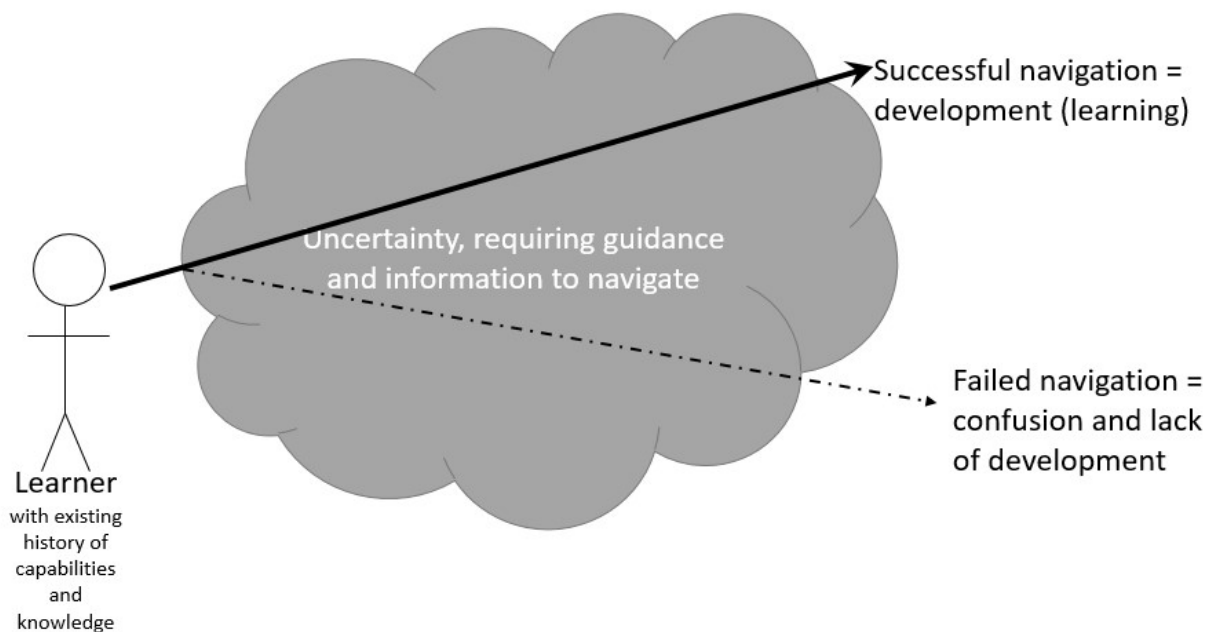 Successful navigation =
development (learning)
Uncertainty, requiring guidance
and information to navigate
Failed navigation =
confusion and lack
of development
Learner
with existing
history of
capabilities
and
knowledge